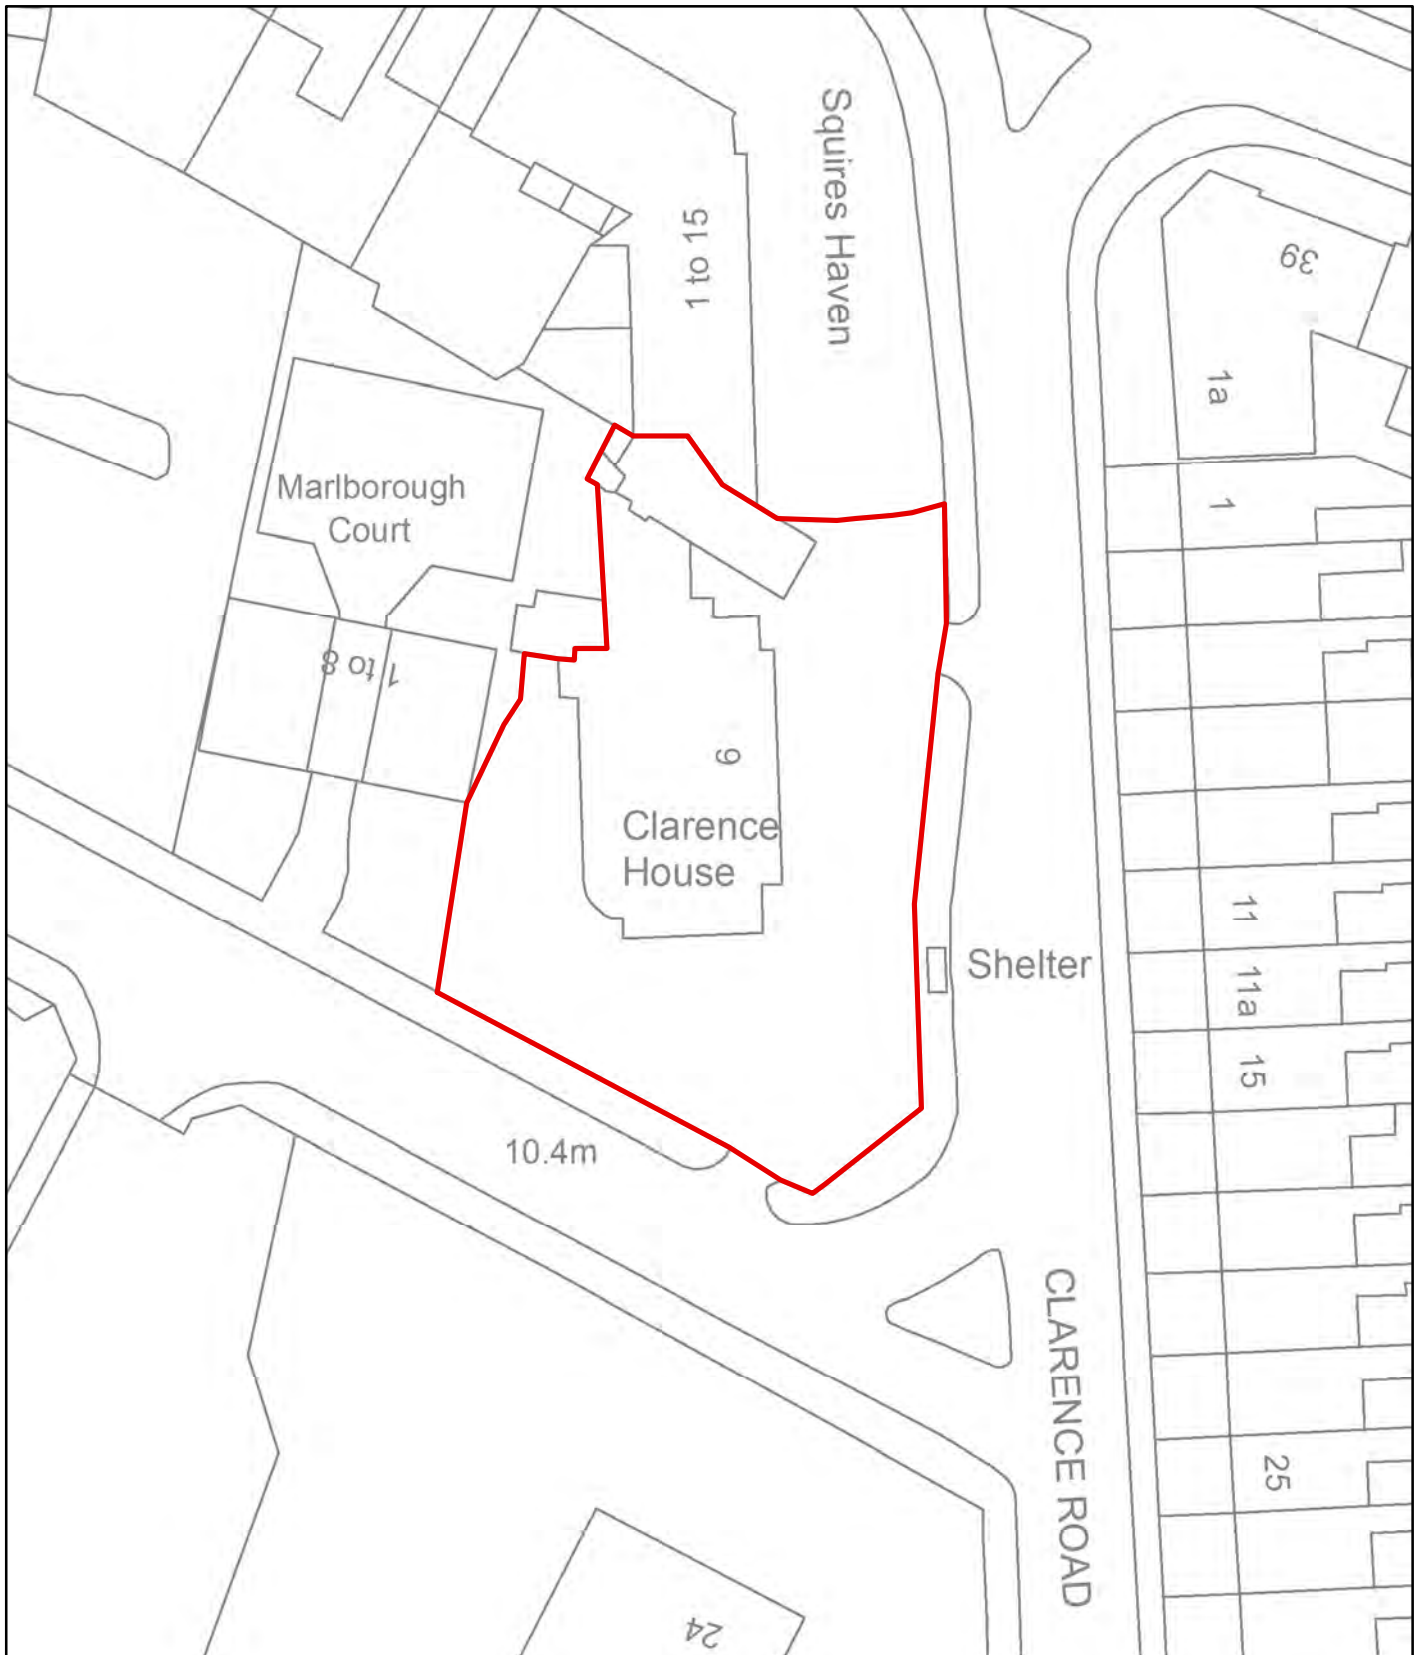 Squires Haven
1 to 15
39
1a
1
Marlborough
Court
1 to 8
9
Clarence
House
11
Shelter
11a
15
10.4m
CLARENCE ROAD
25
24